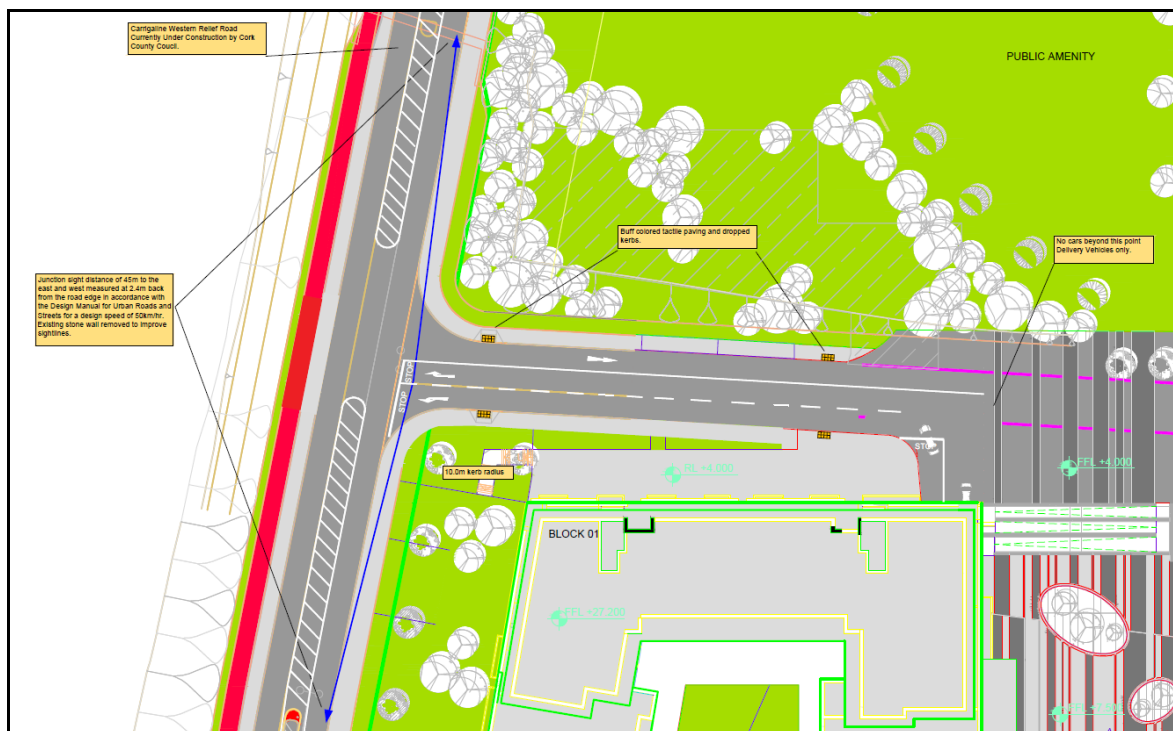 Carrigaline Western Relief Road
Currently Under Construction by Cork
County Coucil.
PUBLIC AMENITY
Buff colored tactile paving and dropped
kerbs.
No cars beyond this point
Delivery Vehicles only.
Junction sight distance of 45m to the
east and west measured at 2.4m back
from the road edge in accordance with
the Design Manual for Urban Roads and
Streets for a design speed of 50km/hr.
Existing stone wall removed to improve
sightlines.
STOP STOP
10.0m kerb radius
RL +4.000
FFL +4.000
BLOCK 01
FFL +27.200